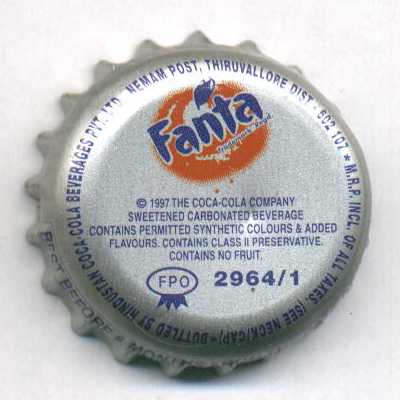 Fanta
© 1997 THE COCA-COLA COMPANY
SWEETENED CARBONATED BEVERAGE
CONTAINS PERMITTED SYNTHETIC COLOURS & ADDED
FLAVOURS. CONTAINS CLASS II PRESERVATIVE.
CONTAINS NO FRUIT.
FPO 2964/1
BOTTLED BY HINDUSTAN COCA-COLA BEVERAGES PVT. LTD. NEMAM POST, THIRUVALLORE DIST - 602 107 * M.R.P. INCL. OF ALL TAXES (SEE NECK/CAP) •
BEST BEFORE